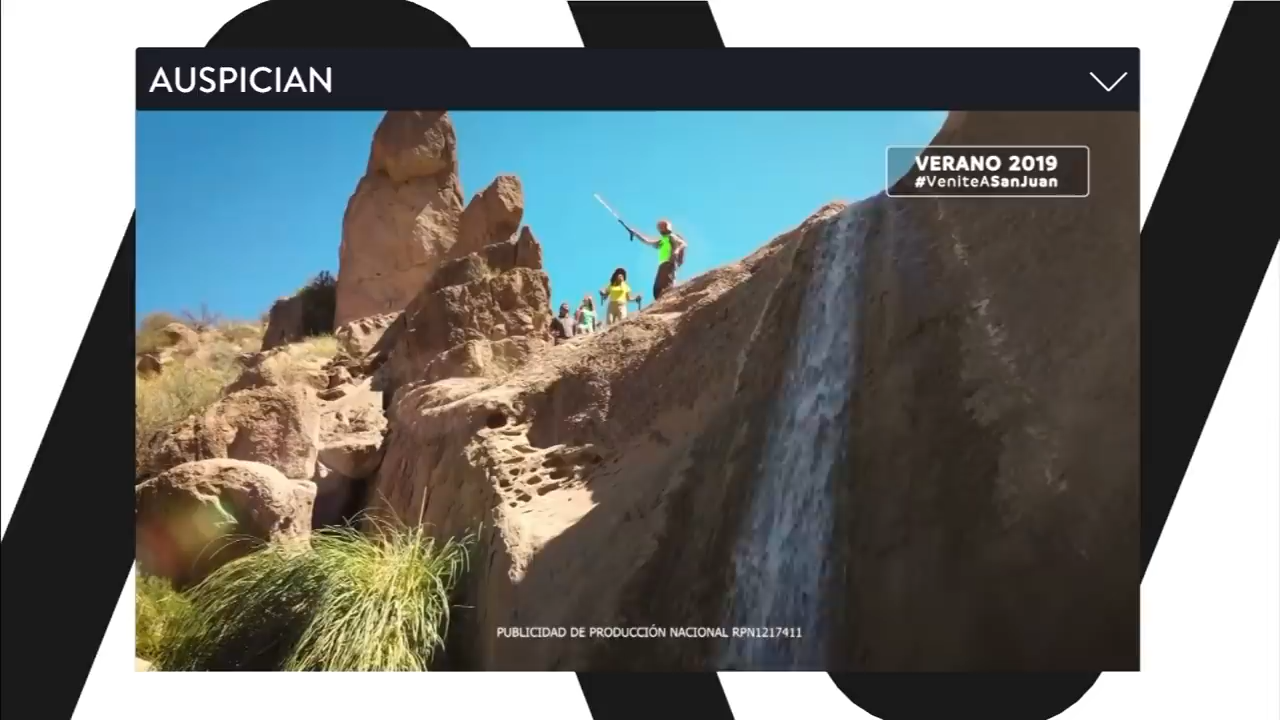 AUSPICIAN
VERANO 2019
#VeniteASanJuan
PUBLICIDAD DE PRODUCCIÓN NACIONAL RPN1217411